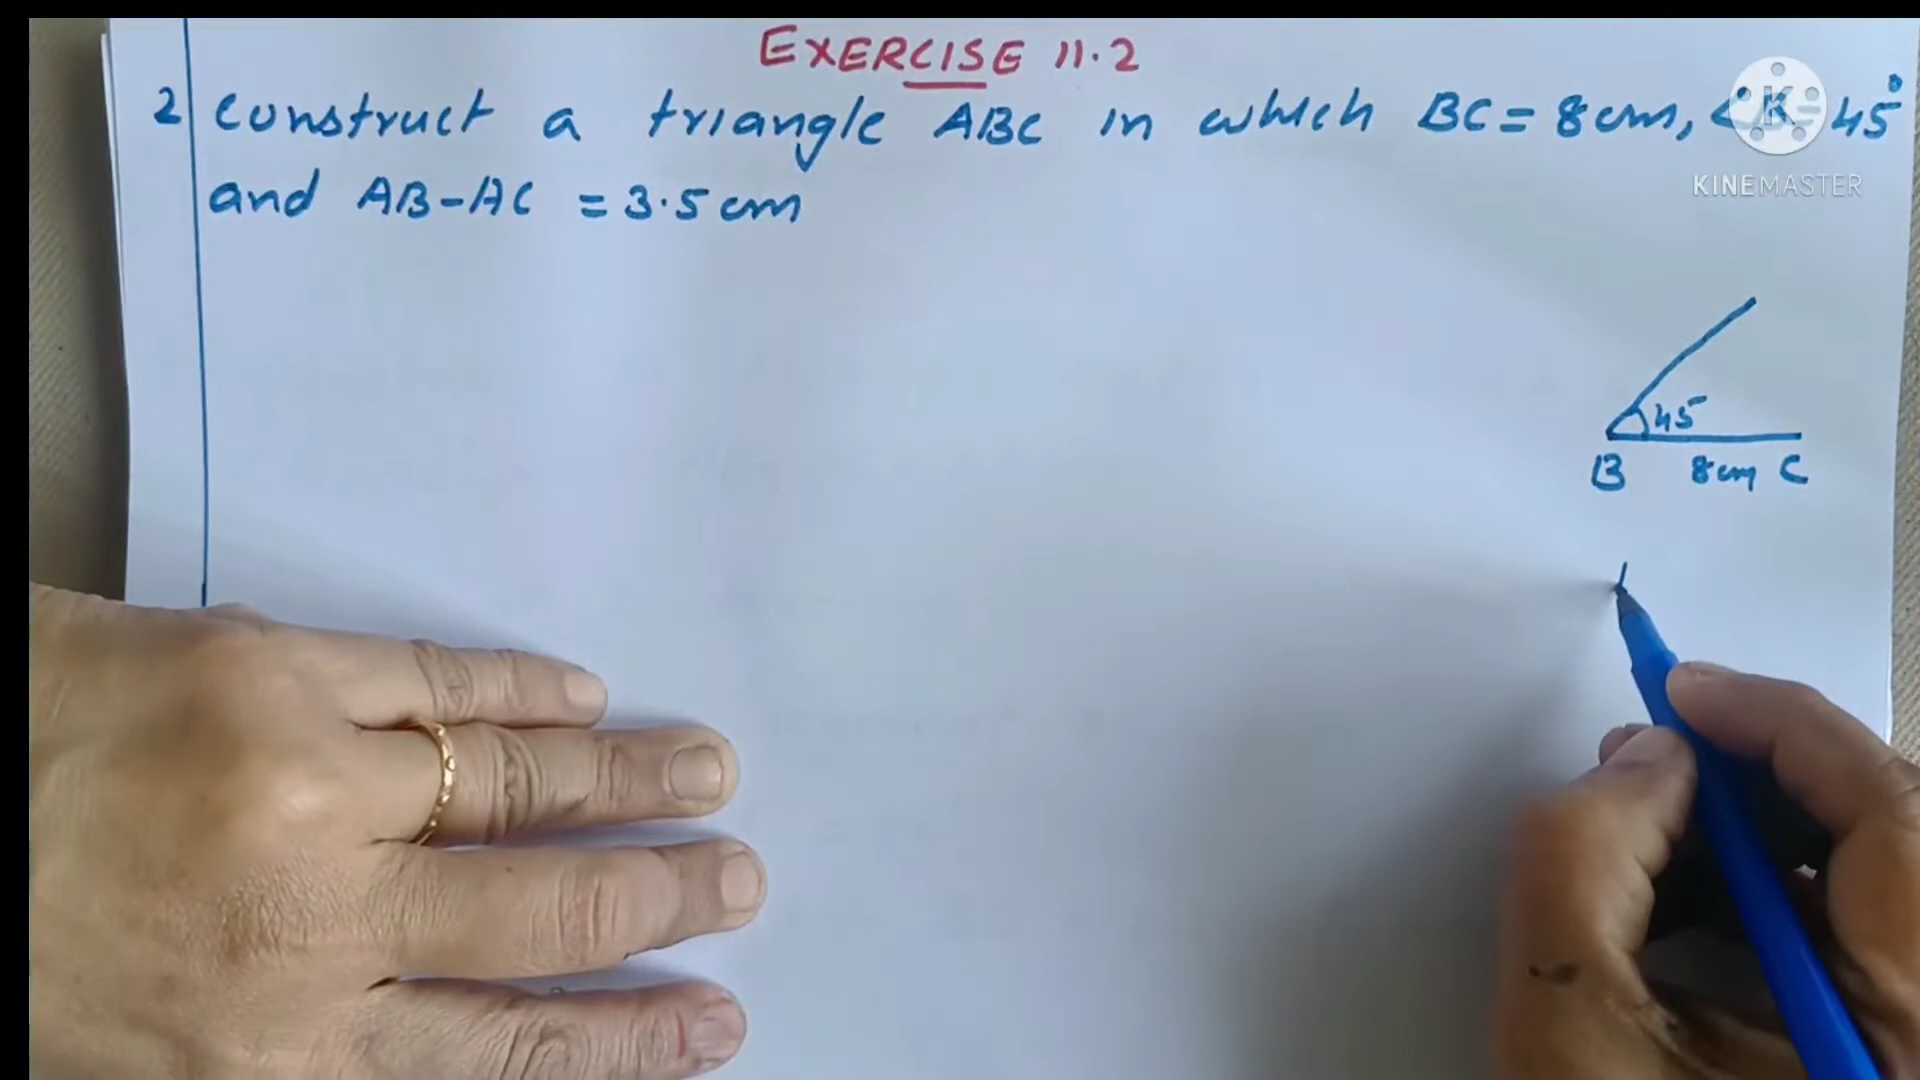 EXERCISE 11.2
2 Construct a triangle ABC in which BC = 8cm, ∠B= 45°
and AB-AC = 3.5cm
KINEMASTER
45
B 8cm C